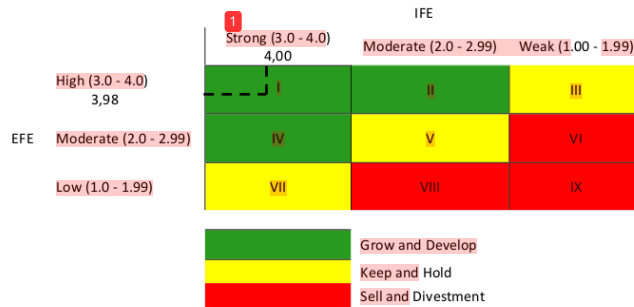 IFE
1
Strong (3.0 - 4.0) Moderate (2.0 - 2.99) Weak (1.00 - 1.99)
4,00
High (3.0 - 4.0)
3,98
I II III
EFE Moderate (2.0 - 2.99) IV V VI
Low (1.0 - 1.99) VII VIII IX
Grow and Develop
Keep and Hold
Sell and Divestment